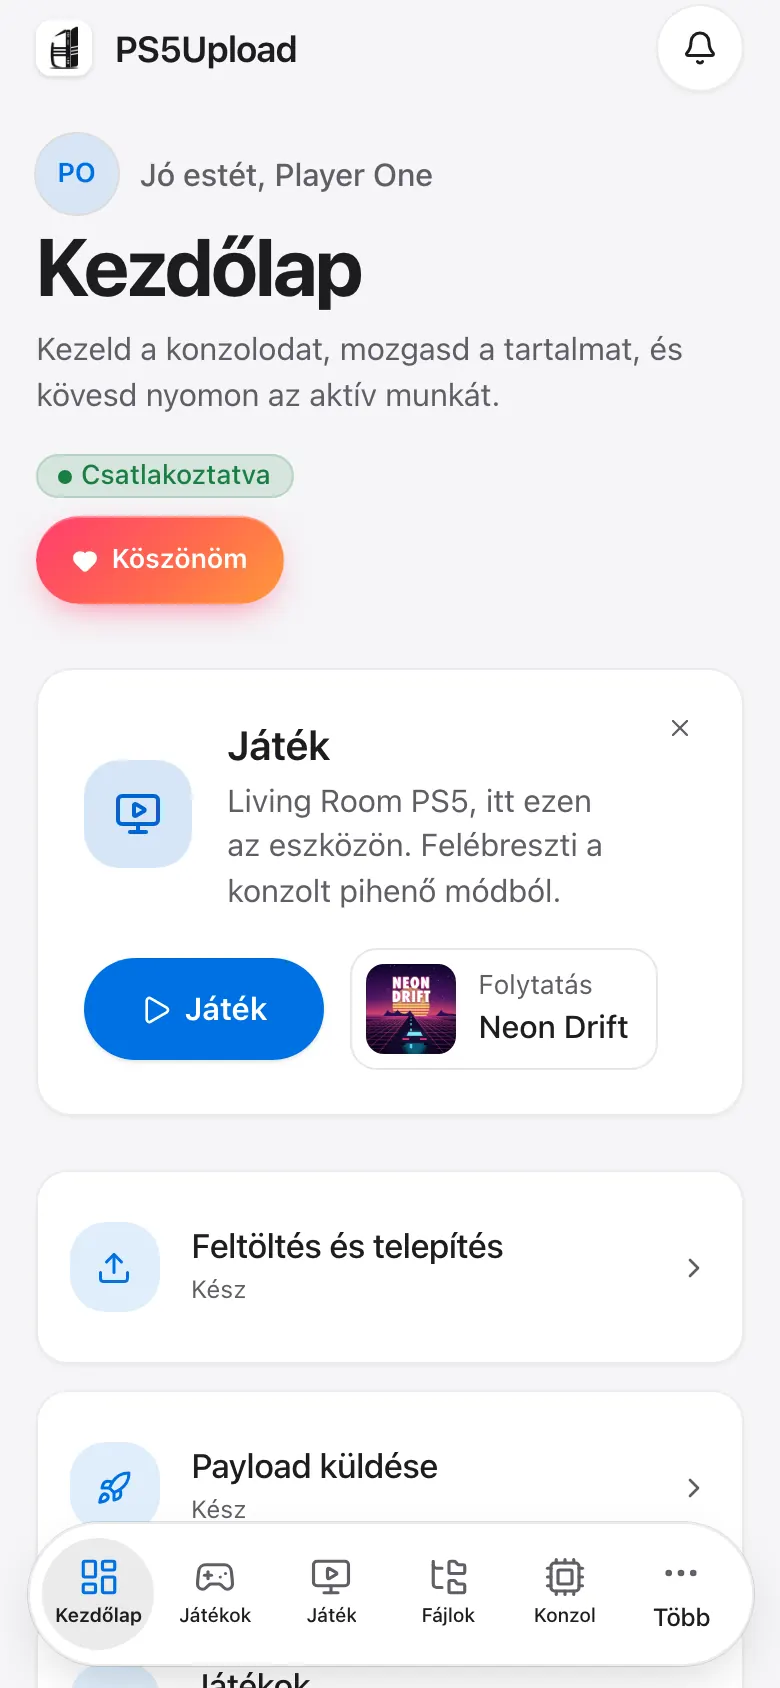 PS5Upload
PO
Jó estét, Player One
Kezdőlap
Kezeld a konzolodat, mozgasd a tartalmat, és
kövesd nyomon az aktív munkát.
Csatlakoztatva
Köszönöm
Játék
Living Room PS5, itt ezen
az eszközön. Felébreszti a
konzolt pihenő módból.
Játék
NEON
DRIFT
Folytatás
Neon Drift
Feltöltés és telepítés
Kész
Payload küldése
Kész
Kezdőlap
Játékok
Játék
Fájlok
Konzol
Több
Játékok